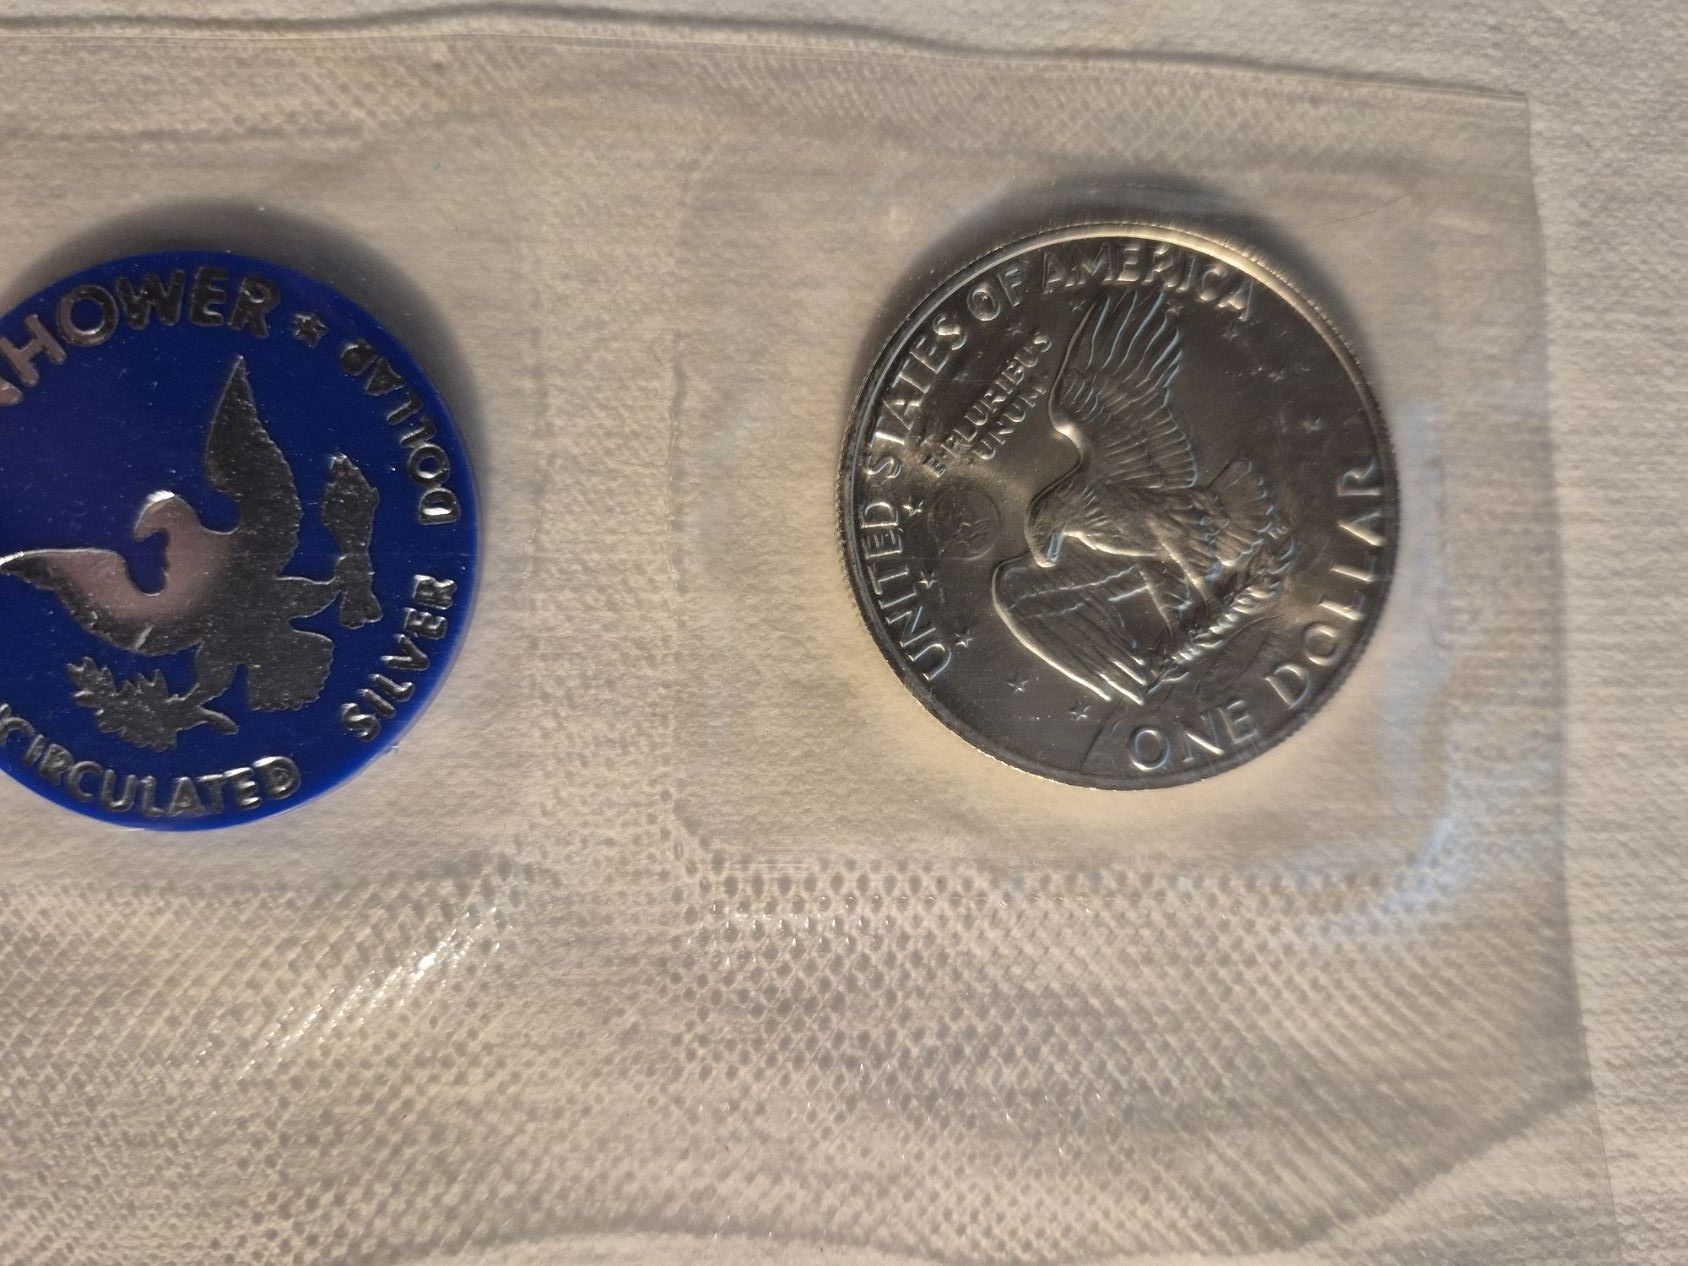 HOWER ★ DOLLAR
SILVER
CIRCULATED
UNITED STATES OF AMERICA
E PLURIBUS
UNUM
ONE DOLLAR